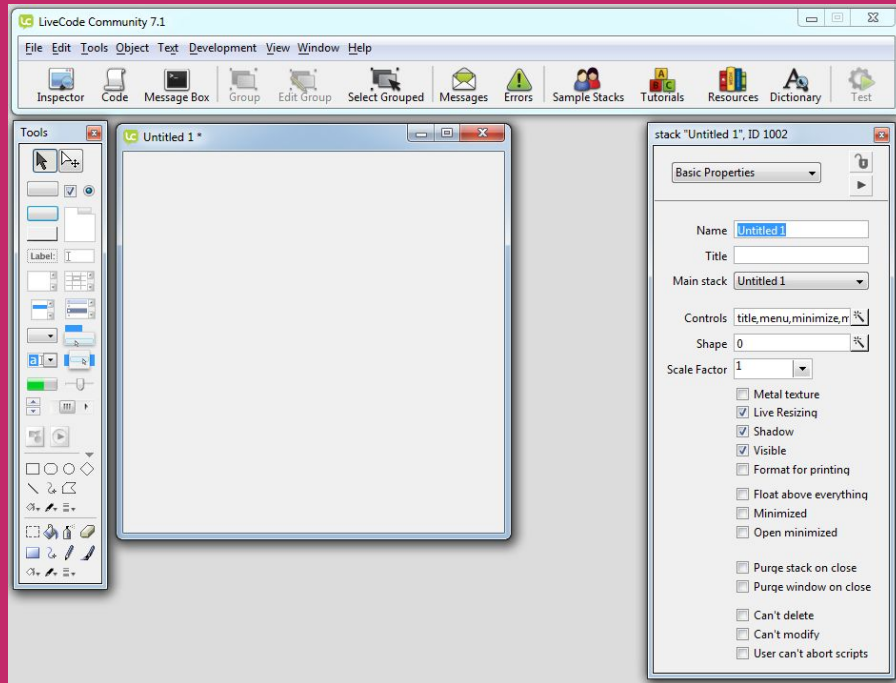 LiveCode Community 7.1
File Edit Tools Object Text Development View Window Help
Inspector Code Message Box Group Edit Group Select Grouped Messages Errors Sample Stacks Tutorials Resources Dictionary Test
Tools
Label:
Untitled 1 *
stack "Untitled 1", ID 1002
Basic Properties
Name Untitled 1
Title
Main stack Untitled 1
Controls title,menu,minimize,m
Shape 0
Scale Factor 1
Metal texture
Live Resizing
Shadow
Visible
Format for printing
Float above everything
Minimized
Open minimized
Purge stack on close
Purge window on close
Can't delete
Can't modify
User can't abort scripts